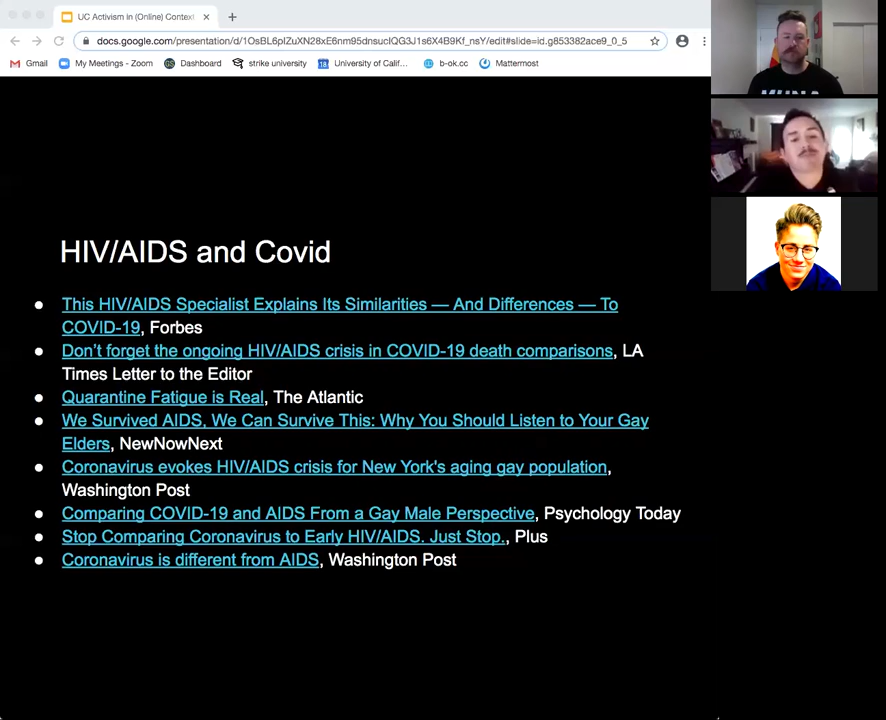 UC Activism In (Online) Context
docs.google.com/presentation/d/1OsBL6pIZuXN28xE6nm95dnsucIQG3J1s6X4B9Kf_nsY/edit#slide=id.g853382ace9_0_5
Gmail My Meetings - Zoom Dashboard strike university University of Calif... b-ok.cc Mattermost
HIV/AIDS and Covid
● This HIV/AIDS Specialist Explains Its Similarities — And Differences — To
COVID-19, Forbes
● Don't forget the ongoing HIV/AIDS crisis in COVID-19 death comparisons, LA
Times Letter to the Editor
● Quarantine Fatigue is Real, The Atlantic
● We Survived AIDS, We Can Survive This: Why You Should Listen to Your Gay
Elders, NewNowNext
● Coronavirus evokes HIV/AIDS crisis for New York's aging gay population,
Washington Post
● Comparing COVID-19 and AIDS From a Gay Male Perspective, Psychology Today
● Stop Comparing Coronavirus to Early HIV/AIDS. Just Stop., Plus
● Coronavirus is different from AIDS, Washington Post